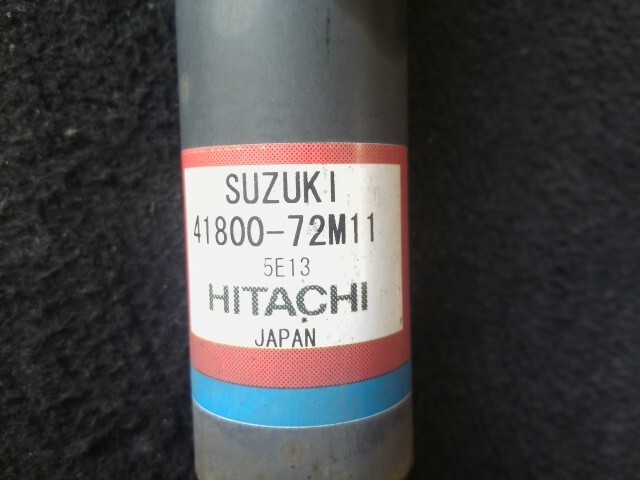 SUZUKI
41800-72M11
5E13
HITACHI
JAPAN